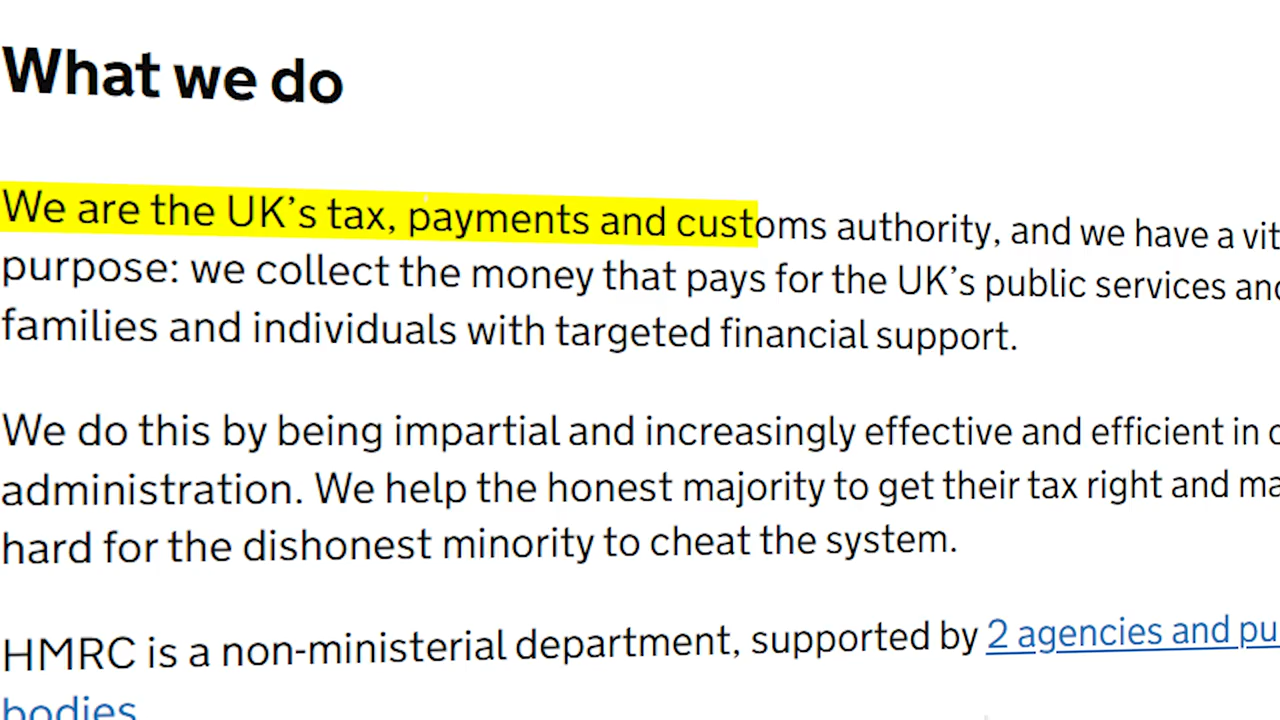 What we do
We are the UK’s tax, payments and customs authority, and we have a
purpose: we collect the money that pays for the UK’s public services
families and individuals with targeted financial support.
We do this by being impartial and increasingly effective and efficient in
administration. We help the honest majority to get their tax right and
hard for the dishonest minority to cheat the system.
HMRC is a non-ministerial department, supported by 2 agencies and
bodies